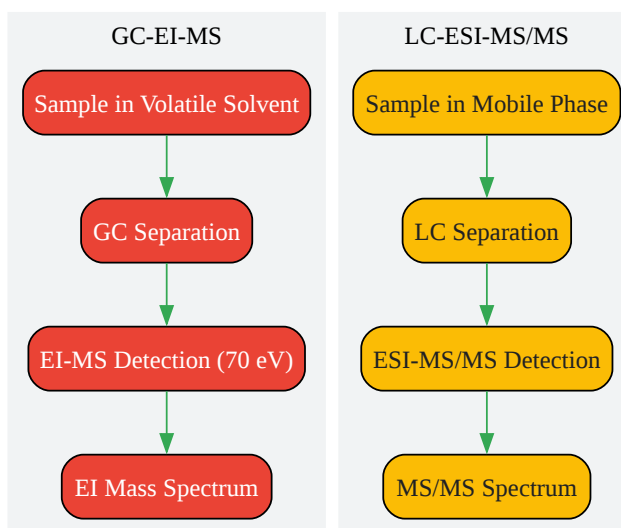 GC-EI-MS
Sample in Volatile Solvent
GC Separation
EI-MS Detection (70 eV)
EI Mass Spectrum
LC-ESI-MS/MS
Sample in Mobile Phase
LC Separation
ESI-MS/MS Detection
MS/MS Spectrum